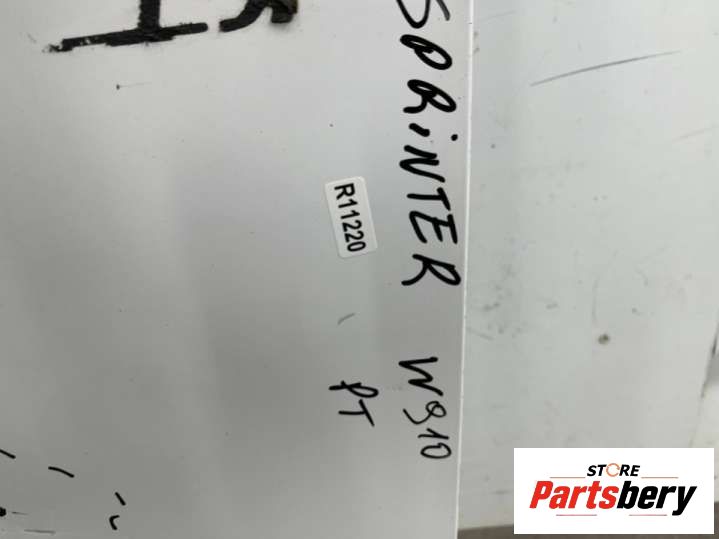 SPRINTER W910
R11220
PT
STORE
Partsbery